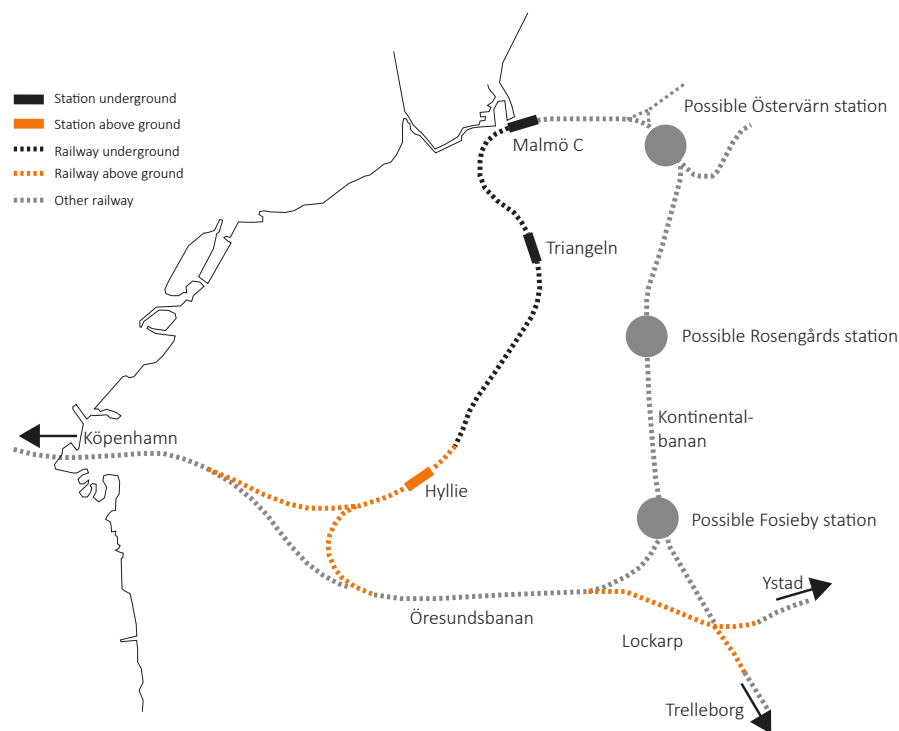 Station underground
Station above ground
Railway underground
Railway above ground
Other railway
Possible Östervärn station
Malmö C
Triangeln
Possible Rosengårds station
Kontinental-
banan
Köpenhamn
Hyllie
Possible Fosieby station
Ystad
Öresundsbanan
Lockarp
Trelleborg